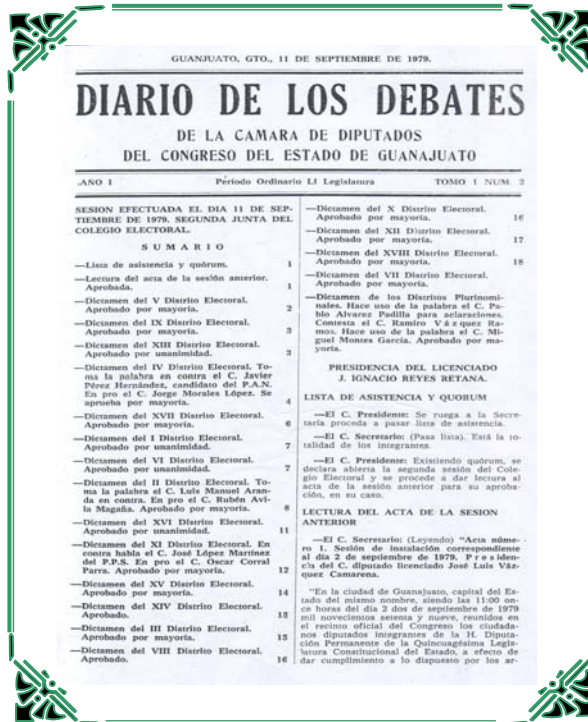 GUANJUATO, GTO., 11 DE SEPTIEMBRE DE 1979.
DIARIO DE LOS DEBATES
DE LA CAMARA DE DIPUTADOS
DEL CONGRESO DEL ESTADO DE GUANAJUATO
AÑO I Período Ordinario LI Legislatura TOMO I NUM. 2
SESION EFECTUADA EL DIA 11 DE SEP-
TIEMBRE DE 1979. SEGUNDA JUNTA DEL
COLEGIO ELECTORAL.
SUMARIO
—Lista de asistencia y quórum. 1
—Lectura del acta de la sesión anterior.
Aprobada. 1
—Dictamen del V Distrito Electoral.
Aprobado por mayoría. 2
—Dictamen del IX Distrito Electoral.
Aprobado por mayoría. 3
—Dictamen del XIII Distrito Electoral.
Aprobado por unanimidad. 3
—Dictamen del IV Distrito Electoral. To-
ma la palabra en contra el C. Javier
Pérez Hernández, candidato del P.A.N.
En pro el C. Jorge Morales López. Se
aprueba por mayoría. 4
—Dictamen del XVII Distrito Electoral.
Aprobado por mayoría. 6
—Dictamen del I Distrito Electoral.
Aprobado por unanimidad. 7
—Dictamen del VI Distrito Electoral.
Aprobado por unanimidad. 7
—Dictamen del II Distrito Electoral. To-
ma la palabra el C. Luis Manuel Aran-
da en contra. En pro el C. Rubén Avi-
la Magaña. Aprobado por mayoría. 8
—Dictamen del XVI Distrito Electoral.
Aprobado por unanimidad. 11
—Dictamen del XI Distrito Electoral. En
contra habla el C. José López Martínez
del P.P.S. En pro el C. Oscar Corral
Parra. Aprobado por mayoría. 12
—Dictamen del XV Distrito Electoral.
Aprobado por mayoría. 14
—Dictamen del XIV Distrito Electoral.
Aprobado. 15
—Dictamen del III Distrito Electoral.
Aprobado por mayoría. 15
—Dictamen del VIII Distrito Electoral.
Aprobado. 16
—Dictamen del X Distrito Electoral.
Aprobado por mayoría. 16
—Dictamen del XII Distrito Electoral.
Aprobado por mayoría. 17
—Dictamen del XVIII Distrito Electoral.
Aprobado por mayoría. 18
—Dictamen del VII Distrito Electoral.
Aprobado por mayoría.
—Dictamen de los Distritos Plurinomi-
nales. Hace uso de la palabra el C. Pa-
blo Alvarez Padilla para aclaraciones.
Contesta el C. Ramiro Vázquez Ra-
mos. Hace uso de la palabra el C. Mi-
guel Montes García. Aprobado por ma-
yoría.
PRESIDENCIA DEL LICENCIADO
J. IGNACIO REYES RETANA.
LISTA DE ASISTENCIA Y QUORUM
—El C. Presidente: Se ruega a la Secre-
taría proceda a pasar lista de asistencia.
—El C. Secretario: (Pasa lista). Está la to-
talidad de los integrantes.
—El C. Presidente: Existiendo quórum, se
declara abierta la segunda sesión del Cole-
gio Electoral y se procede a dar lectura al
acta de la sesión anterior para su aproba-
ción, en su caso.
LECTURA DEL ACTA DE LA SESION
ANTERIOR
—El C. Secretario: (Leyendo) "Acta núme-
ro 1. Sesión de instalación correspondiente
al día 2 de septiembre de 1979. Presiden-
cia del C. diputado licenciado José Luis Váz-
quez Camarena.
"En la ciudad de Guanajuato, capital del Es-
tado del mismo nombre, siendo las 11:00 on-
ce horas del día 2 dos de septiembre de 1979
mil novecientos setenta y nueve, reunidos en
el recinto oficial del Congreso los ciudada-
nos diputados integrantes de la H. Diputa-
ción Permanente de la Quincuagésima Legis-
latura Constitucional del Estado, a efecto de
dar cumplimiento a lo dispuesto por los ar-